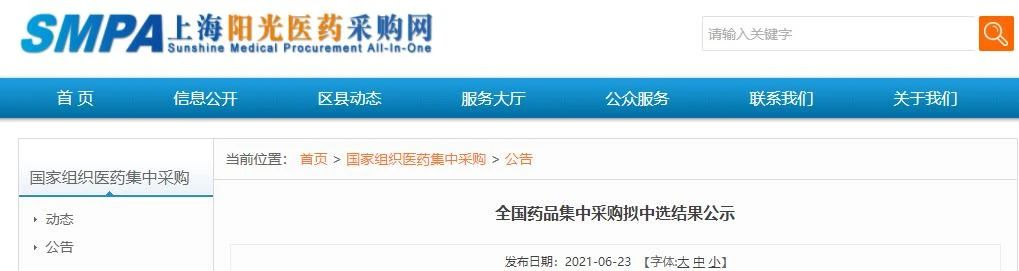 SMPA上海阳光医药采购网
Sunshine Medical Procurement All-In-One
请输入关键字
首 页 信息公开 区县动态 服务大厅 公众服务 联系我们 关于我们
国家组织医药集中采购
动态
公告
当前位置： 首页 > 国家组织医药集中采购 > 公告
全国药品集中采购拟中选结果公示
发布日期：2021-06-23 【字体:大 中 小】